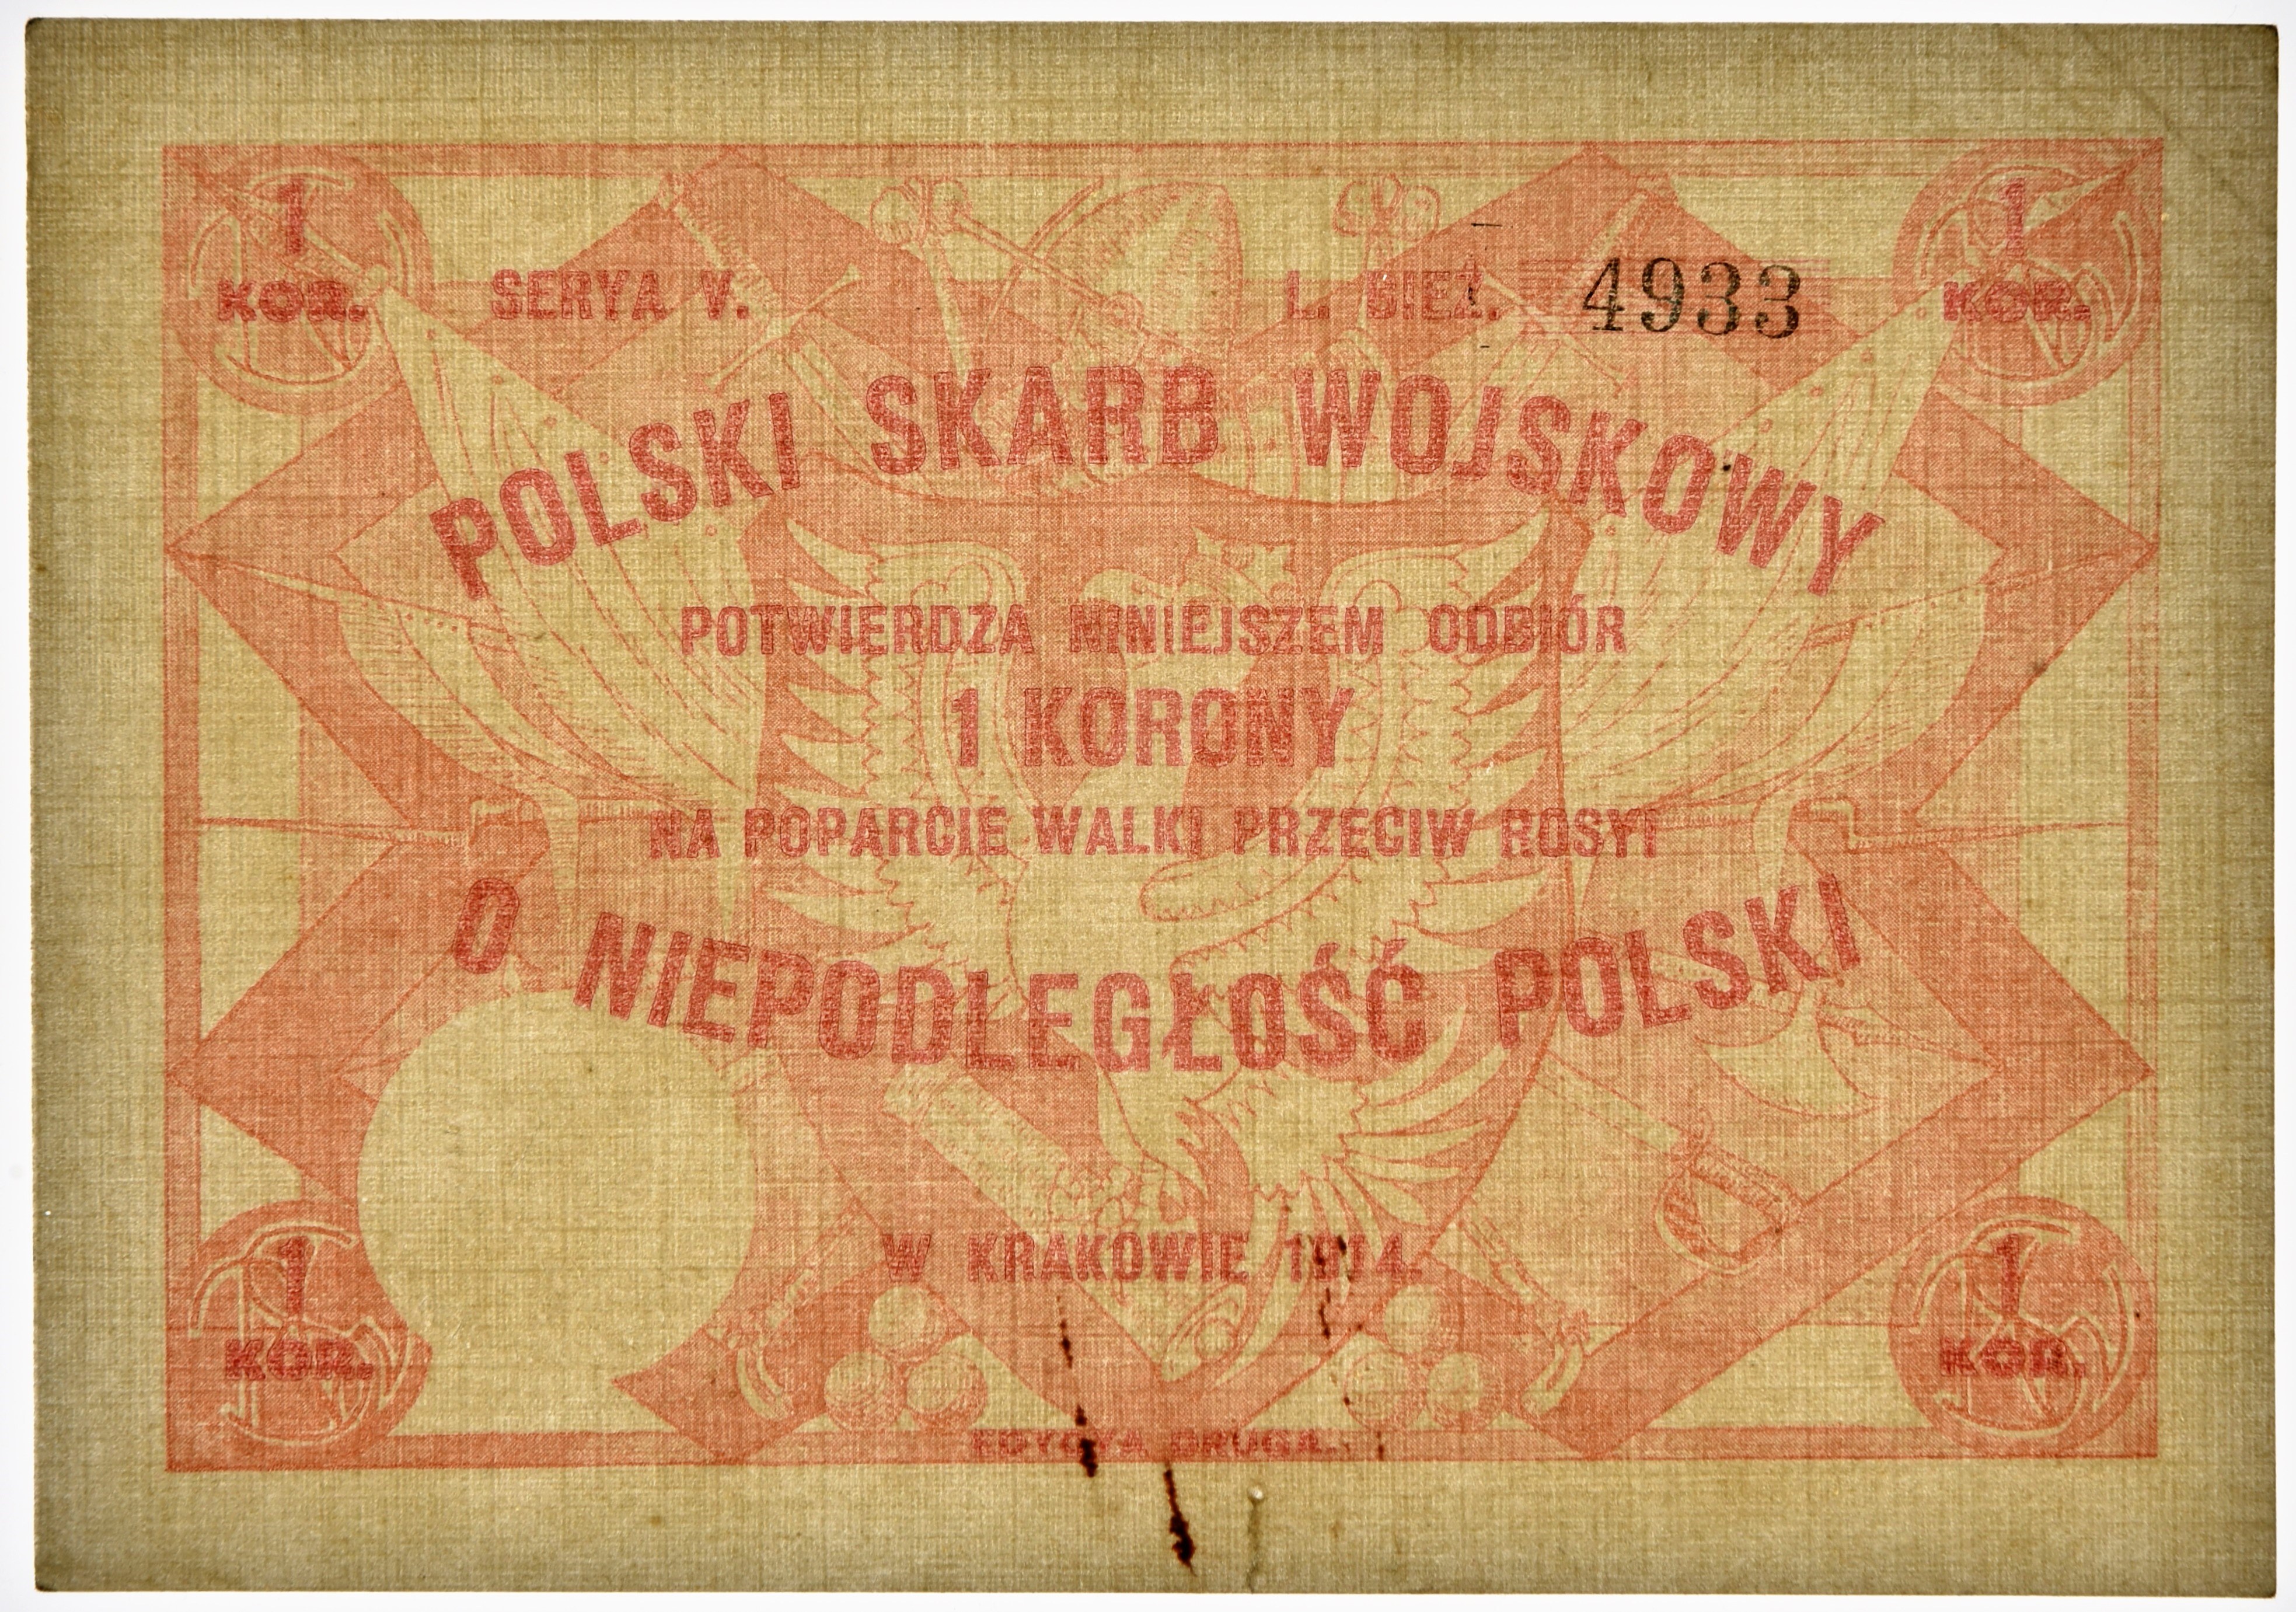 1 KOR.
SERYA V.
L. BIEŻ. 4933
1 KOR.
POLSKI SKARB WOJSKOWY
POTWIERDZA NINIEJSZEM ODBIÓR
1 KORONY
NA POPARCIE WALKI PRZECIW ROSYI
O NIEPODLEGŁOŚĆ POLSKI
W KRAKOWIE 1914.
1 KOR.
1 KOR.
EDYCYA DRUGA.